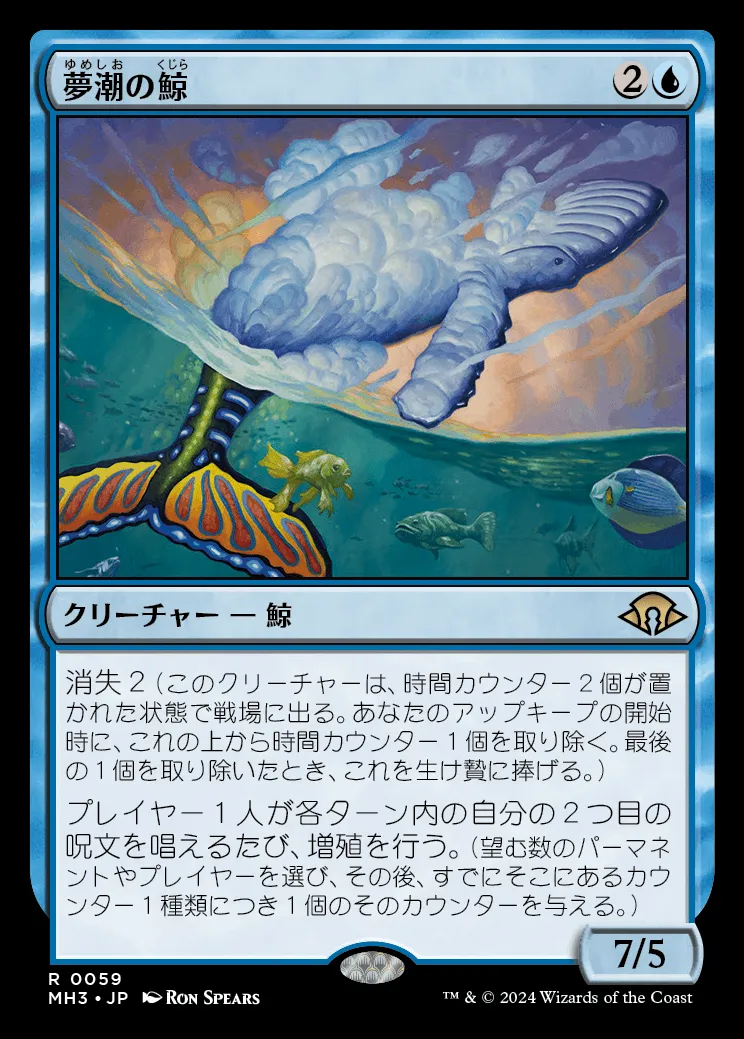 ゆめしお くじら
夢潮の鯨
2
クリーチャー — 鯨
消失２（このクリーチャーは、時間カウンター２個が置
かれた状態で戦場に出る。あなたのアップキープの開始
時に、これの上から時間カウンター１個を取り除く。最後
の１個を取り除いたとき、これを生け贄に捧げる。）
プレイヤー１人が各ターン内の自分の２つ目の
呪文を唱えるたび、増殖を行う。（望む数のパーマネ
ントやプレイヤーを選び、その後、すでにそこにあるカウ
ンター１種類につき１個のそのカウンターを与える。）
7/5
R 0059
MH3 • JP RON SPEARS
™ & © 2024 Wizards of the Coast